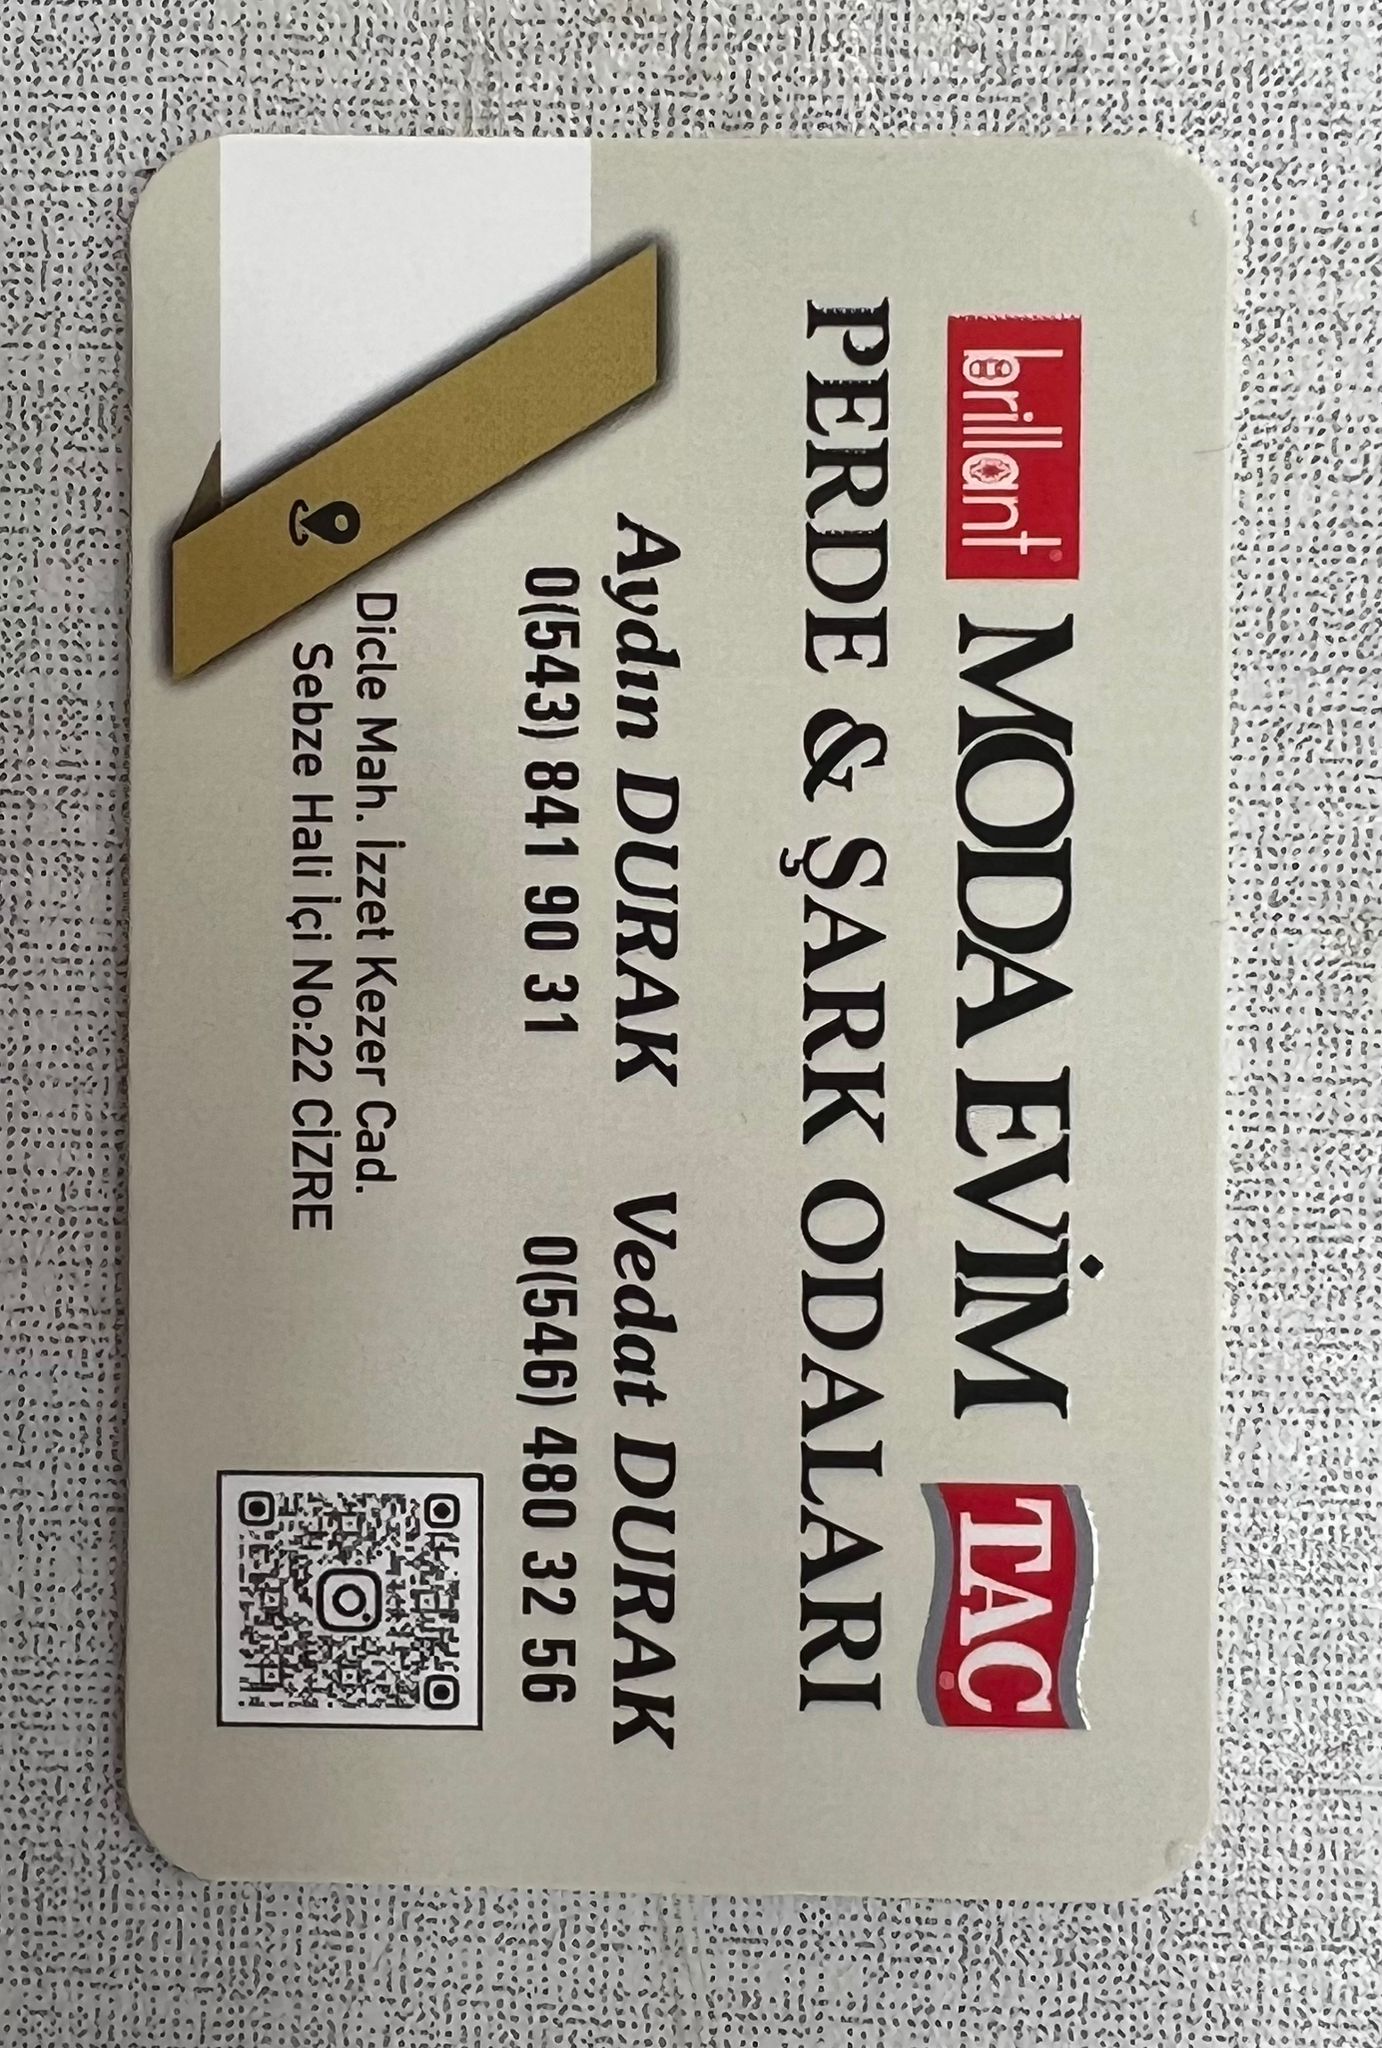 brillant MODA EVİM TAÇ
PERDE & ŞARK ODALARI
Aydın DURAK Vedat DURAK
0(543) 841 90 31 0(546) 480 32 56
Dicle Mah. İzzet Kezer Cad.
Sebze Hali İçi No:22 CİZRE